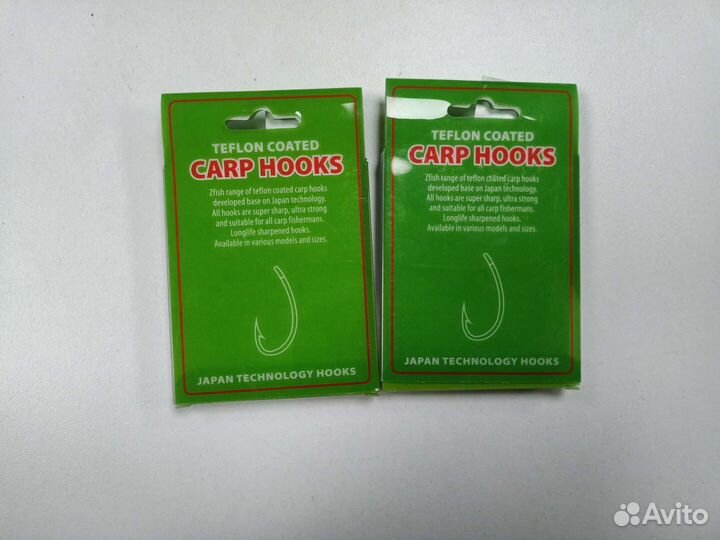 TEFLON COATED
CARP HOOKS
Zfish range of teflon coated carp hooks
developed base on Japan technology.
All hooks are super sharp, ultra strong
and suitable for all carp fishermans.
Longlife sharpened hooks.
Available in various models and sizes.
JAPAN TECHNOLOGY HOOKS
TEFLON COATED
CARP HOOKS
Zfish range of teflon coated carp hooks
developed base on Japan technology.
All hooks are super sharp, ultra strong
and suitable for all carp fishermans.
Longlife sharpened hooks.
Available in various models and sizes.
JAPAN TECHNOLOGY HOOKS
Avito